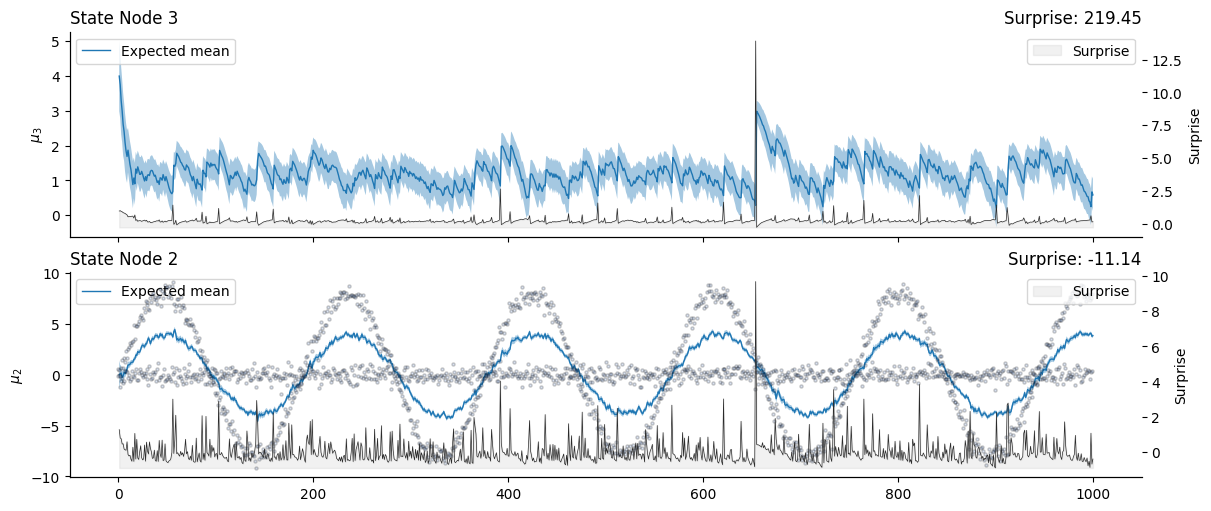 State Node 3
Surprise: 219.45
Expected mean
Surprise
μ3
5
4
3
2
1
0
12.5
10.0
7.5
5.0
2.5
0.0
Surprise
State Node 2
Surprise: -11.14
Expected mean
Surprise
μ2
10
5
0
−5
−10
10
8
6
4
2
0
Surprise
0
200
400
600
800
1000